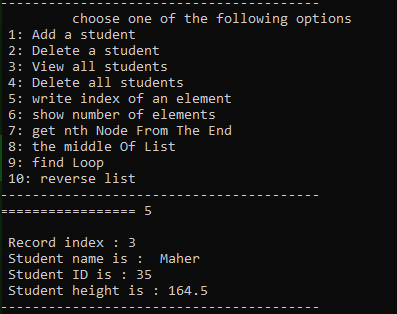 ----------------------------------------
choose one of the following options
1: Add a student
2: Delete a student
3: View all students
4: Delete all students
5: write index of an element
6: show number of elements
7: get nth Node From The End
8: the middle Of List
9: find Loop
10: reverse list
----------------------------------------
================= 5
Record index : 3
Student name is :  Maher
Student ID is : 35
Student height is : 164.5
----------------------------------------